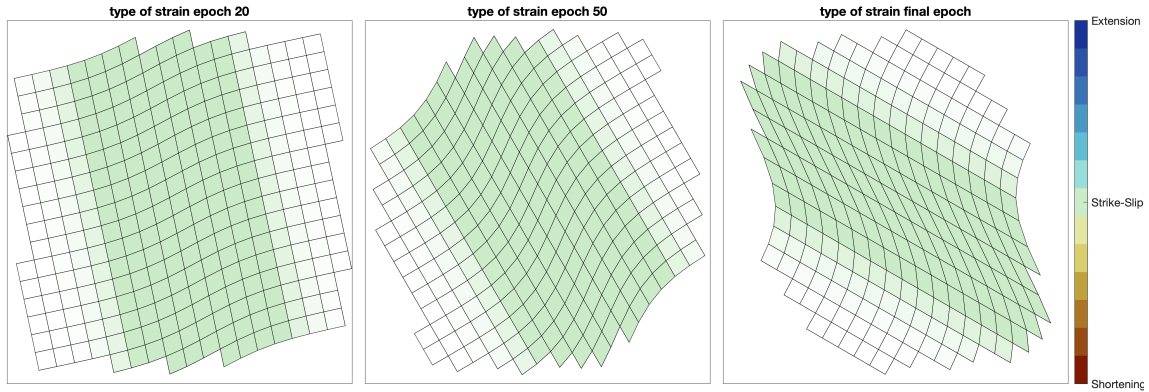 type of strain epoch 20
type of strain epoch 50
type of strain final epoch
Extension
Strike-Slip
Shortening